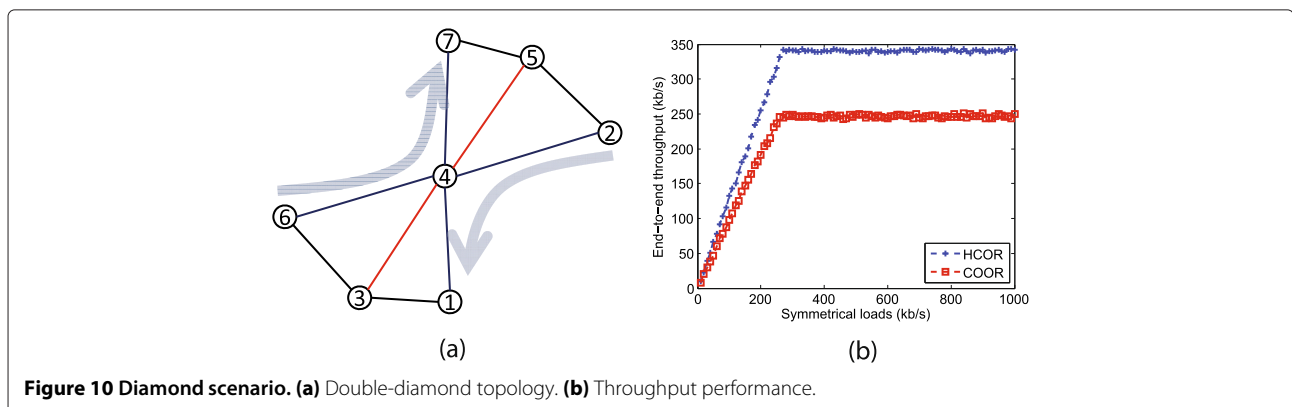 7
5
2
4
6
3
1
(a)
End-to-end throughput (kb/s)
350
300
250
200
150
100
50
0
0 200 400 600 800 1000
Symmetrical loads (kb/s)
HCOR
COOR
(b)
Figure 10 Diamond scenario. (a) Double-diamond topology. (b) Throughput performance.